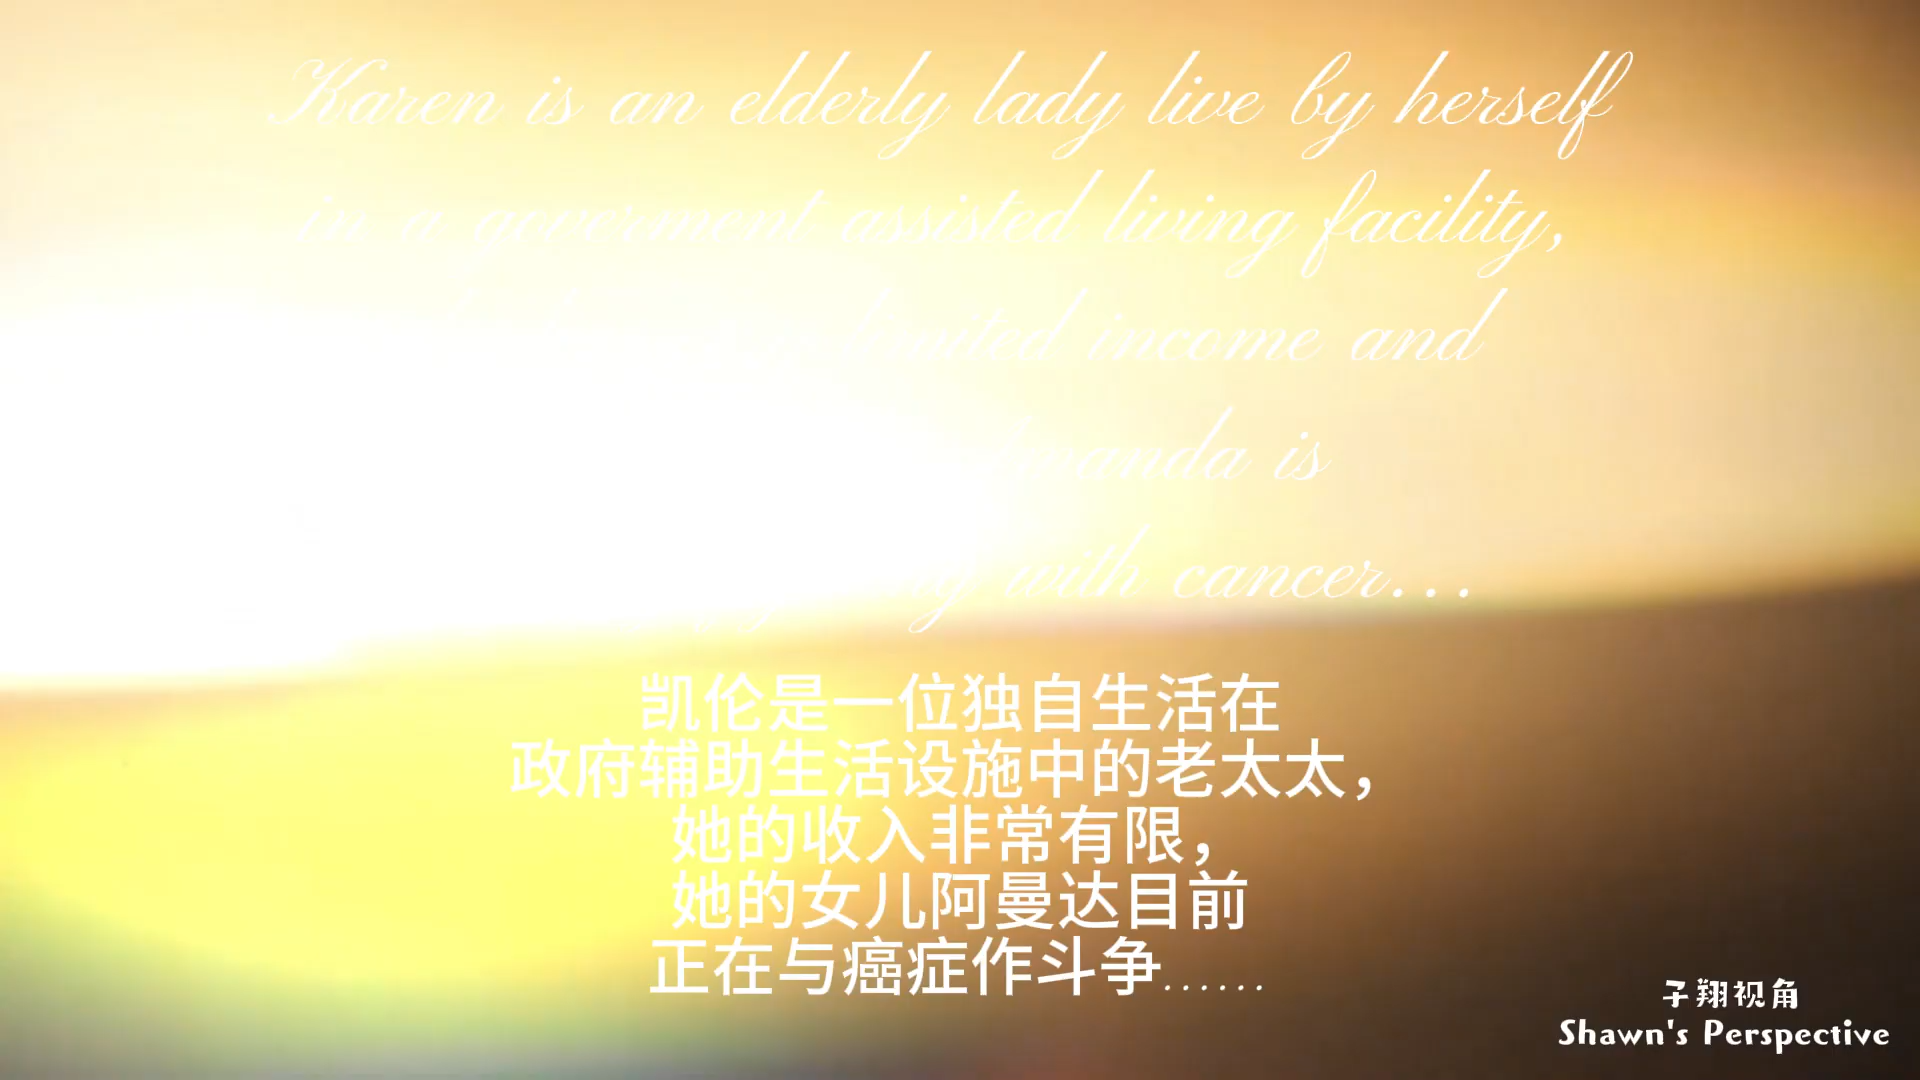 Karen is an elderly lady live by herself
in a goverment assisted living facility,
limited income and
is
with cancer...
凯伦是一位独自生活在
政府辅助生活设施中的老太太，
她的收入非常有限，
她的女儿阿曼达目前
正在与癌症作斗争......
子翔视角
Shawn's Perspective